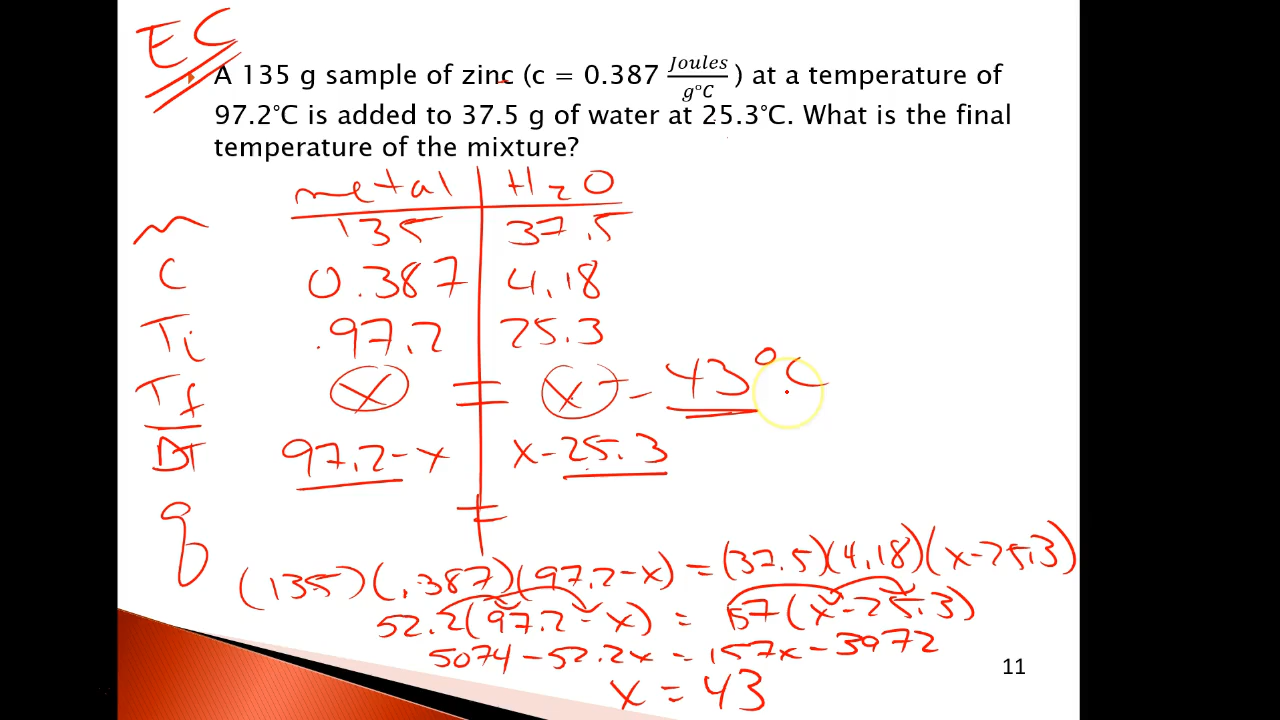 EC
A 135 g sample of zinc (c = 0.387 Joules/g°C) at a temperature of
97.2°C is added to 37.5 g of water at 25.3°C. What is the final
temperature of the mixture?
metal H₂O
m 135 37.5
C 0.387 4.18
Ti 97.2 25.3
Tf x = x = 43°C
ΔT 97.2-x x-25.3
q =
(135)(.387)(97.2-x) = (37.5)(4.18)(x-25.3)
52.2(97.2-x) = 157(x-25.3)
5074-52.2x = 157x-3972
x = 43
11